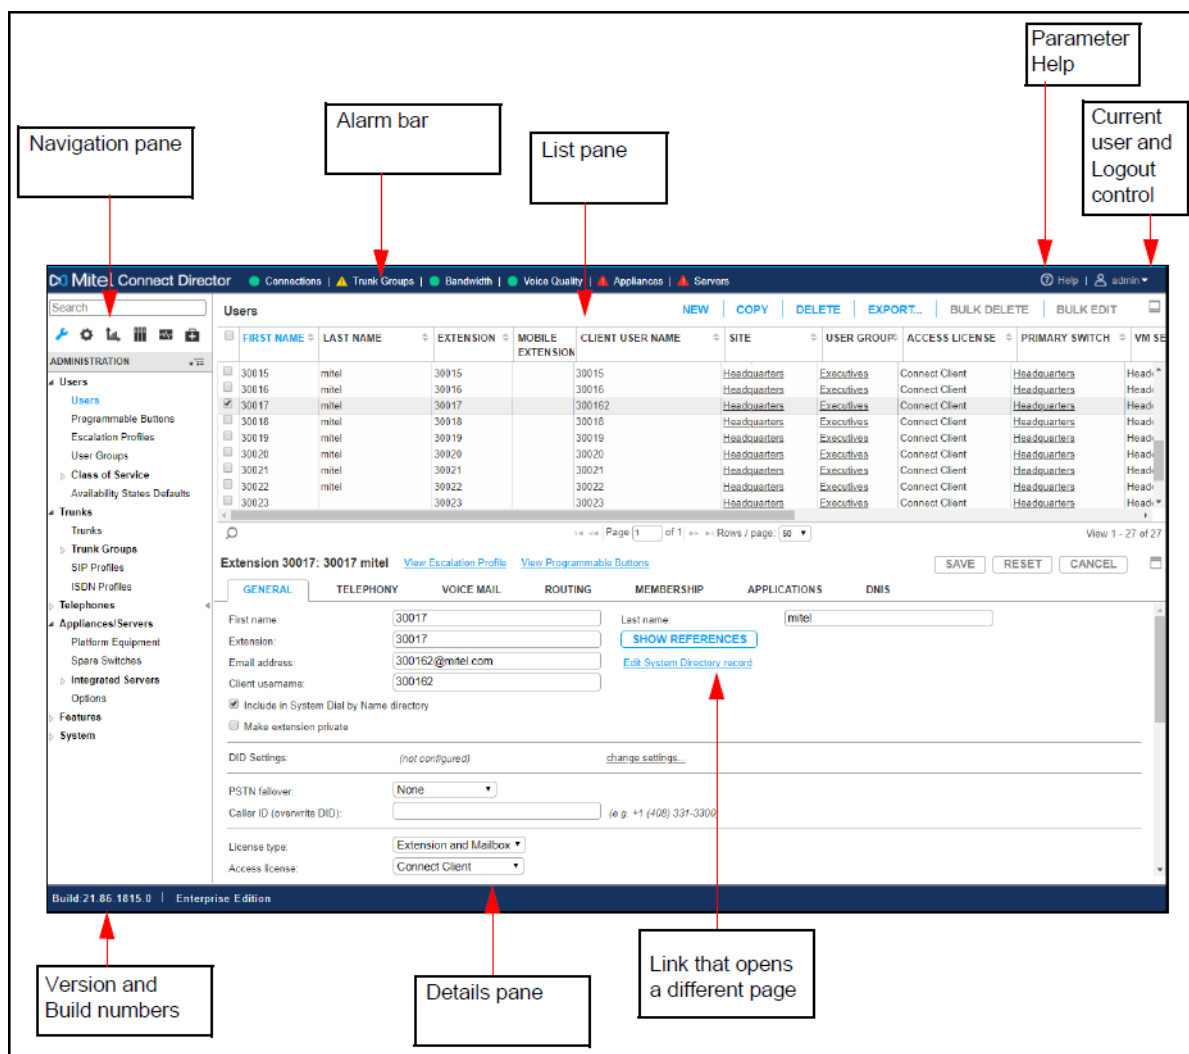 Parameter
Help
Current
user and
Logout
control
Alarm bar
Navigation pane
List pane
Mitel Connect Director
Connections | Trunk Groups | Bandwidth | Voice Quality | Appliances | Servers
Help | admin
Search
ADMINISTRATION
Users
Users
Programmable Buttons
Escalation Profiles
User Groups
Class of Service
Availability States Defaults
Trunks
Trunks
Trunk Groups
SIP Profiles
ISDN Profiles
Telephones
Appliances/Servers
Platform Equipment
Spare Switches
Integrated Servers
Options
Features
System
Users
NEW | COPY | DELETE | EXPORT... | BULK DELETE | BULK EDIT
FIRST NAME LAST NAME EXTENSION MOBILE EXTENSION CLIENT USER NAME SITE USER GROUP ACCESS LICENSE PRIMARY SWITCH VM SE
30015 mitel 30015 30015 Headquarters Executives Connect Client Headquarters Head
30016 mitel 30016 30016 Headquarters Executives Connect Client Headquarters Head
30017 mitel 30017 300162 Headquarters Executives Connect Client Headquarters Head
30018 mitel 30018 30018 Headquarters Executives Connect Client Headquarters Head
30019 mitel 30019 30019 Headquarters Executives Connect Client Headquarters Head
30020 mitel 30020 30020 Headquarters Executives Connect Client Headquarters Head
30021 mitel 30021 30021 Headquarters Executives Connect Client Headquarters Head
30022 mitel 30022 30022 Headquarters Executives Connect Client Headquarters Head
30023 30023 30023 Headquarters Executives Connect Client Headquarters Head
Page 1 of 1 Rows / page: 50 View 1 - 27 of 27
Extension 30017: 30017 mitel View Escalation Profile View Programmable Buttons SAVE RESET CANCEL
GENERAL TELEPHONY VOICE MAIL ROUTING MEMBERSHIP APPLICATIONS DNIS
First name: 30017 Last name: mitel
Extension: 30017 SHOW REFERENCES
Email address: 300162@mitel.com Edit System Directory record
Client username: 300162
Include in System Dial by Name directory
Make extension private
DID Settings: (not configured) change settings...
PSTN failover: None
Caller ID (overwrite DID): (e.g. +1 (408) 331-3300)
License type: Extension and Mailbox
Access license: Connect Client
Build:21.86.1815.0 | Enterprise Edition
Version and
Build numbers
Details pane
Link that opens
a different page